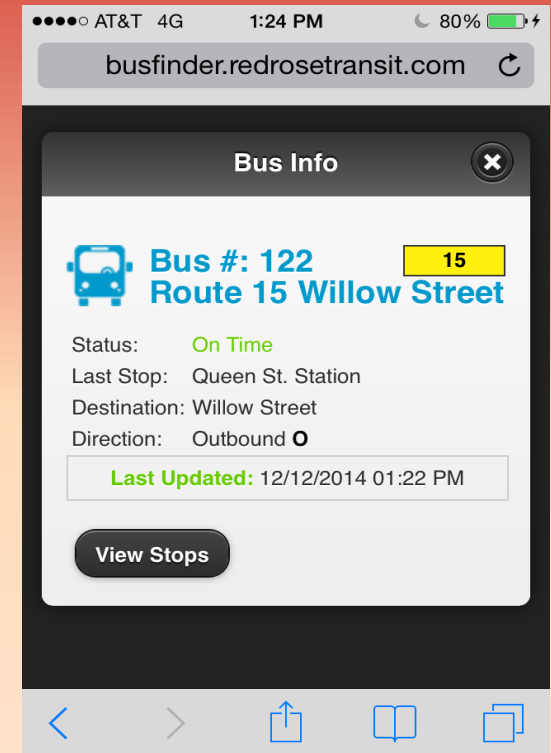 AT&T 4G 1:24 PM 80%
busfinder.redrosetransit.com
Bus Info
Bus #: 122 15
Route 15 Willow Street
Status: On Time
Last Stop: Queen St. Station
Destination: Willow Street
Direction: Outbound O
Last Updated: 12/12/2014 01:22 PM
View Stops